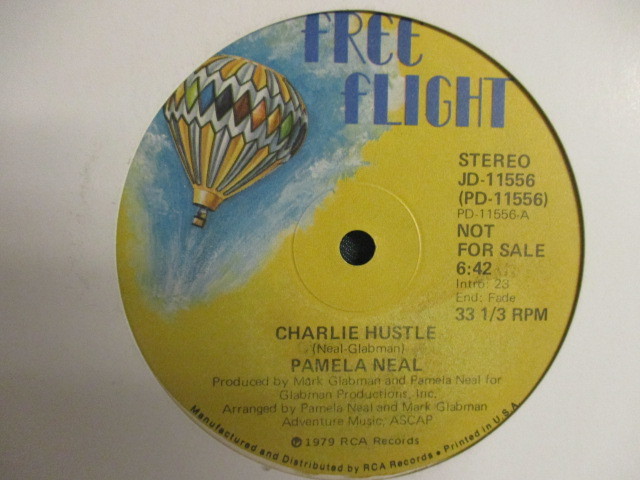 FREE
FLIGHT
STEREO
JD-11556
(PD-11556)
PD-11556-A
NOT
FOR SALE
6:42
Intro: 23
End: Fade
33 1/3 RPM
CHARLIE HUSTLE
(Neal-Glabman)
PAMELA NEAL
Produced by Mark Glabman and Pamela Neal for
Glabman Productions, Inc.
Arranged by Pamela Neal and Mark Glabman
Adventure Music, ASCAP
℗ 1979 RCA Records
Manufactured and Distributed by RCA Records • Printed in U.S.A.